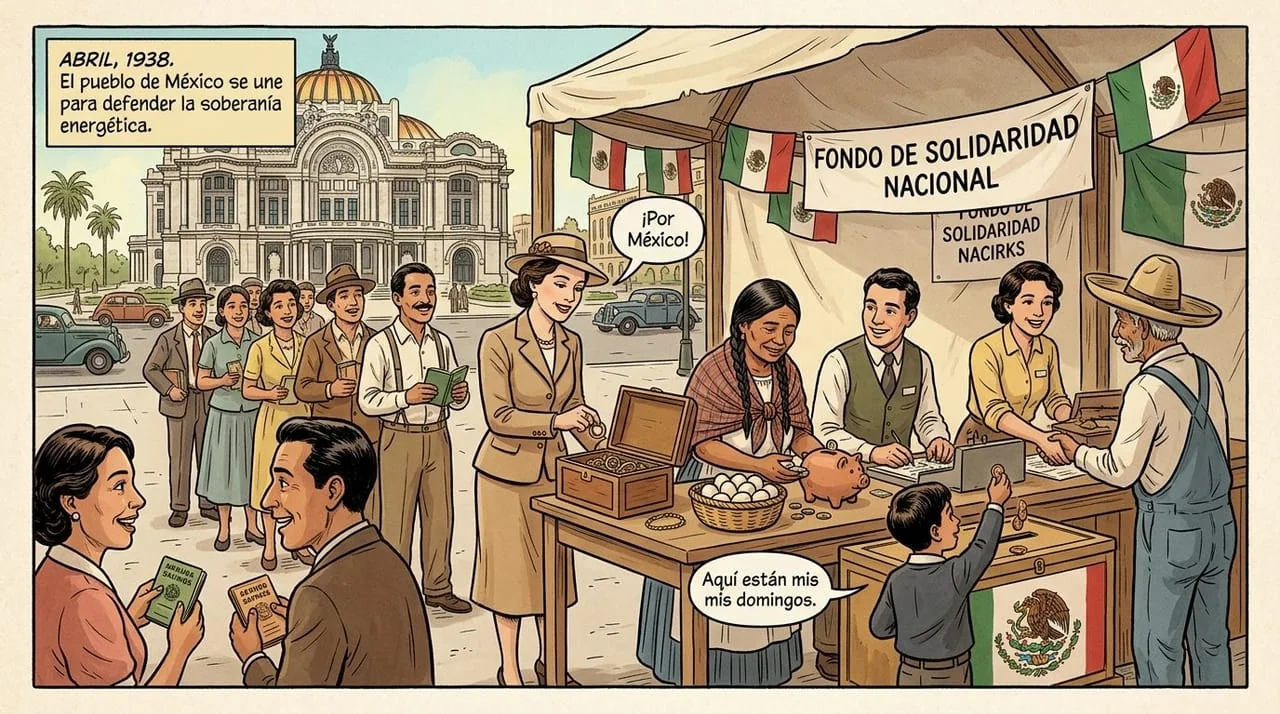 ABRIL, 1938.
El pueblo de México se une
para defender la soberanía
energética.
FONDO DE SOLIDARIDAD
NACIONAL
FONDO DE
SOLIDARIDAD
NACIRKS
¡Por
México!
Aquí están mis
mis domingos.